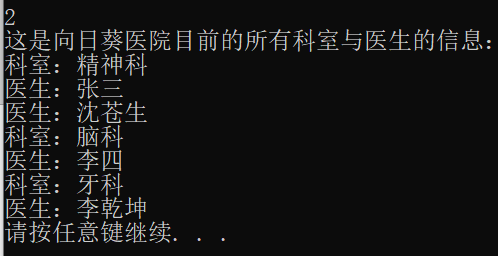 2
这是向日葵医院目前的所有科室与医生的信息：
科室：精神科
医生：张三
医生：沈苍生
科室：脑科
医生：李四
科室：牙科
医生：李乾坤
请按任意键继续. . .